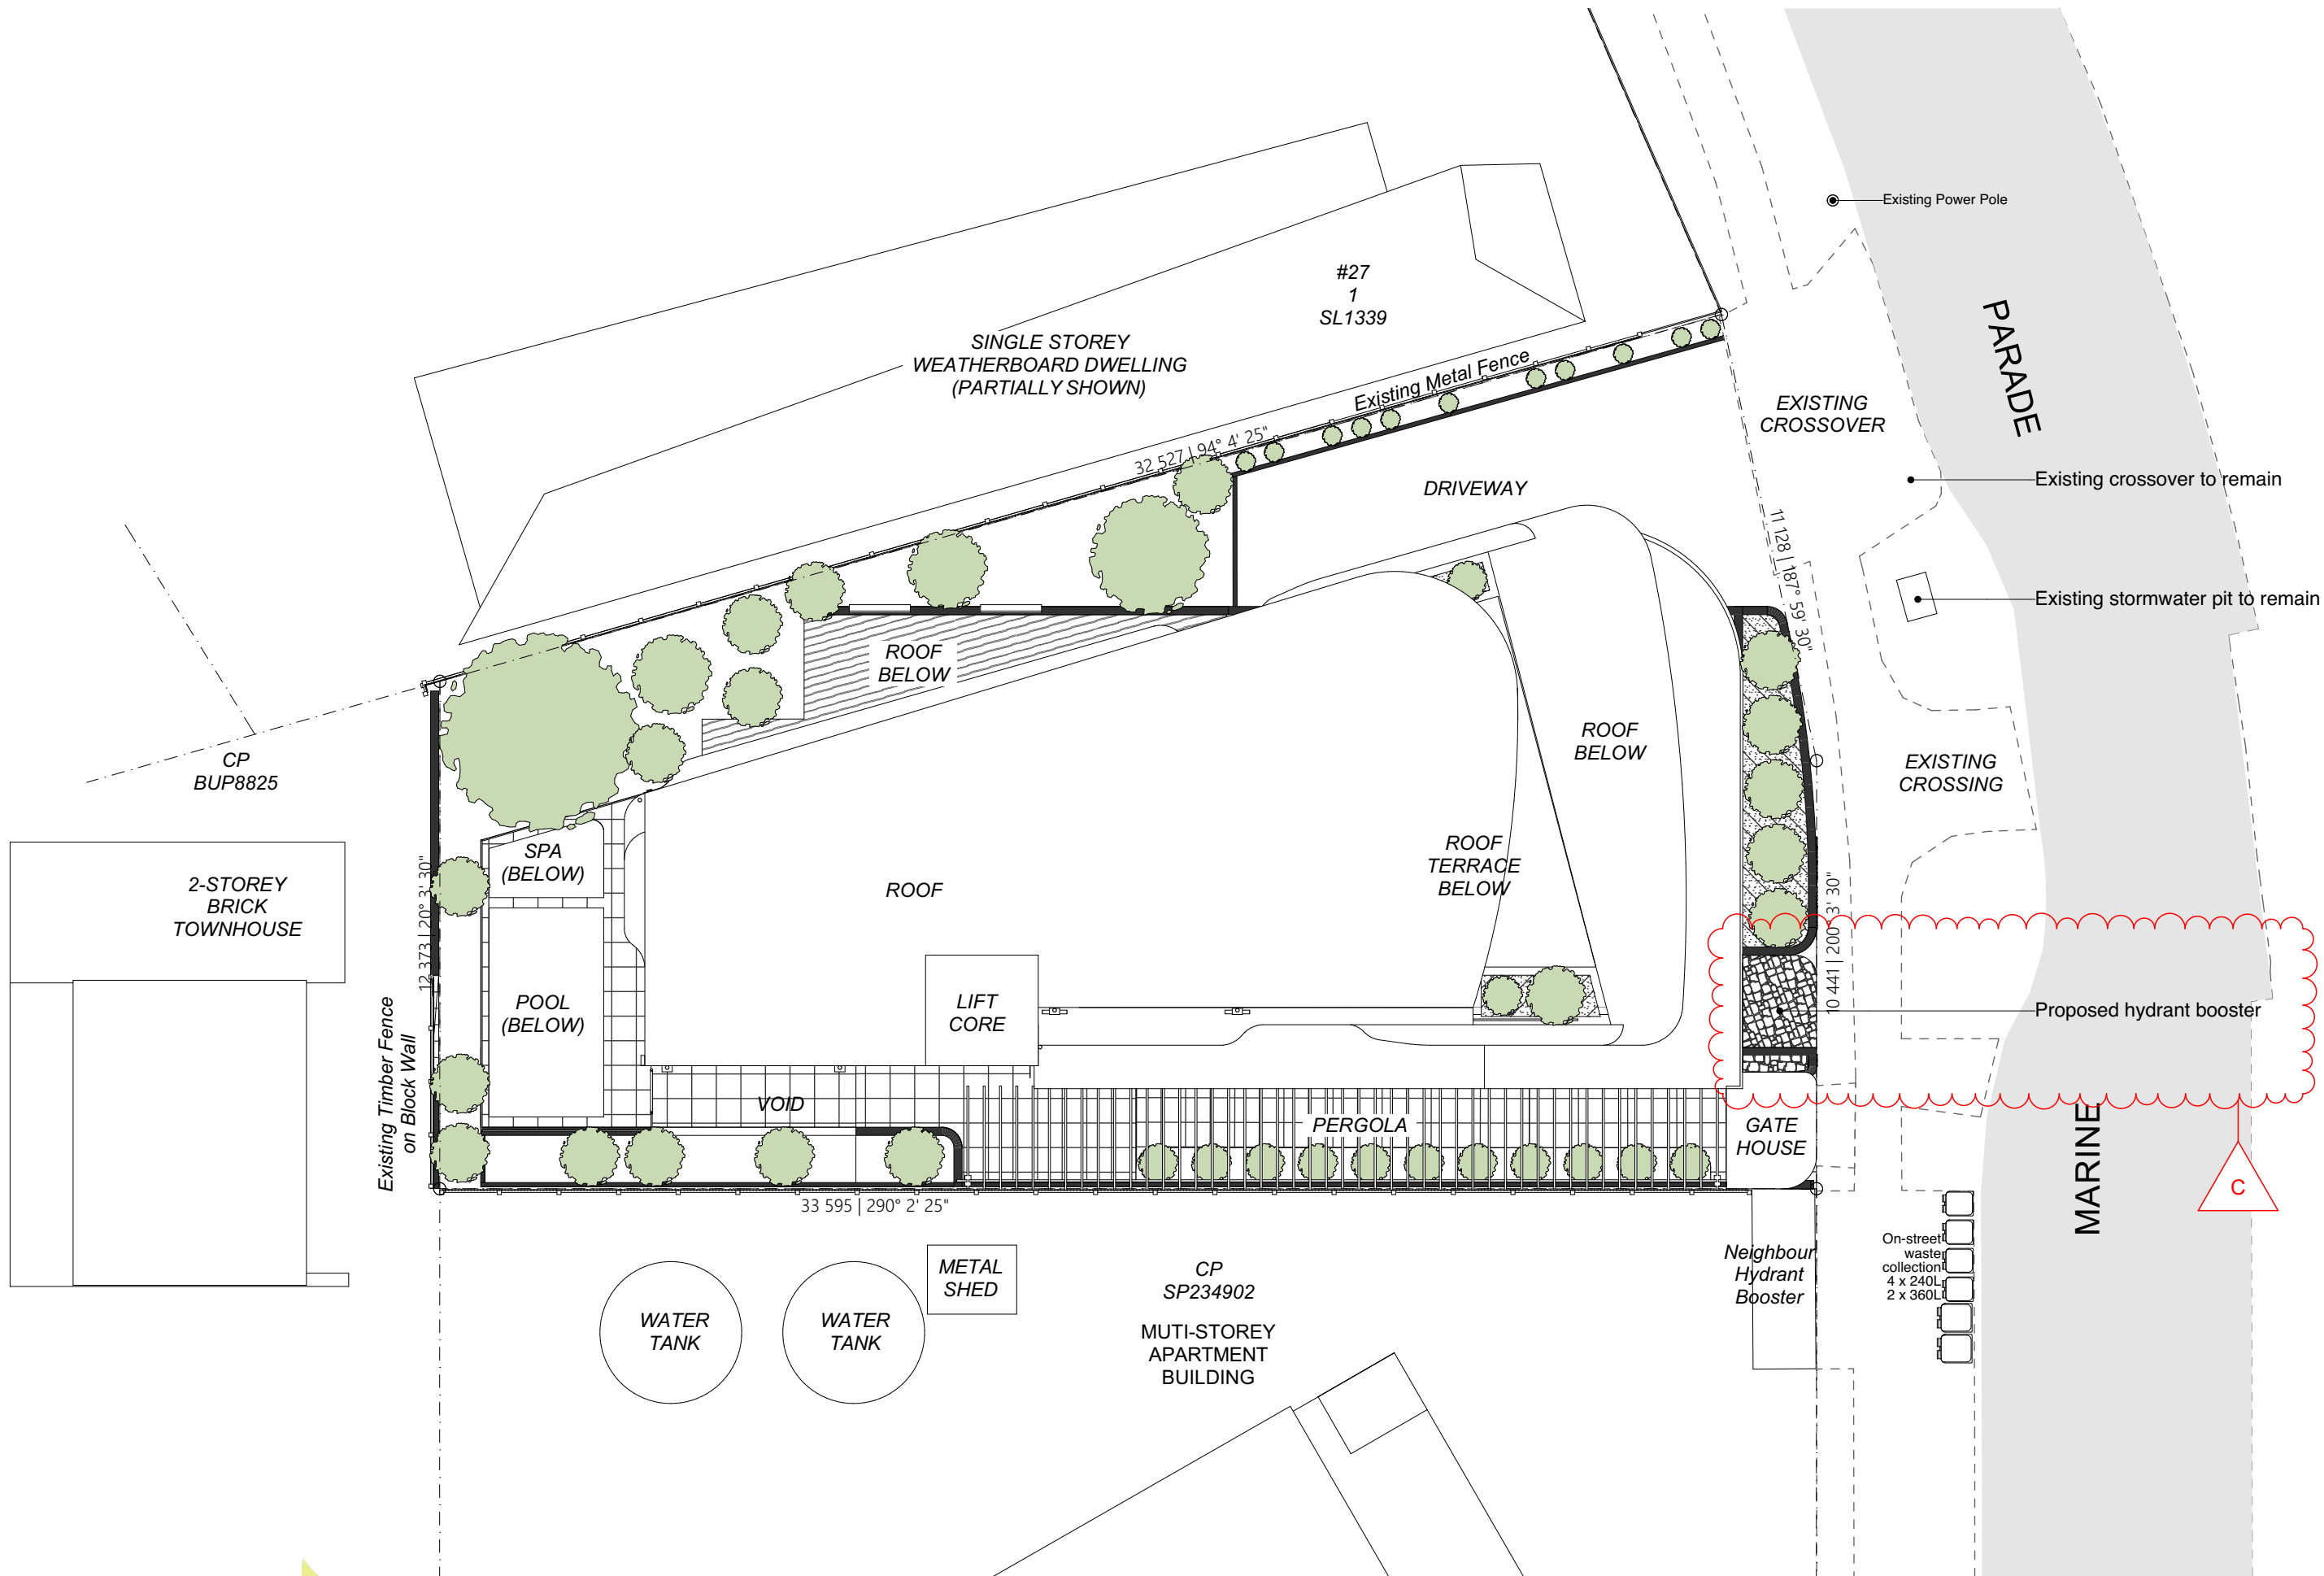 Existing Power Pole
#27
1
SL1339
SINGLE STOREY
WEATHERBOARD DWELLING
(PARTIALLY SHOWN)
PARADE
Existing Metal Fence
EXISTING
CROSSOVER
32 527 | 94° 4' 25"
DRIVEWAY
Existing crossover to remain
11 128 | 187° 59' 30"
Existing stormwater pit to remain
ROOF
BELOW
CP
BUP8825
ROOF
BELOW
EXISTING
CROSSING
SPA
(BELOW)
ROOF
TERRACE
BELOW
2-STOREY
BRICK
TOWNHOUSE
12 373 | 20° 3' 30"
ROOF
10 441 | 200° 3' 30"
POOL
(BELOW)
LIFT
CORE
Proposed hydrant booster
Existing Timber Fence
on Block Wall
VOID
PERGOLA
GATE
HOUSE
MARINE
C
33 595 | 290° 2' 25"
On-street
waste
collection
4 x 240L
2 x 360L
Neighbour
Hydrant
Booster
METAL
SHED
CP
SP234902
WATER
TANK
WATER
TANK
MUTI-STOREY
APARTMENT
BUILDING